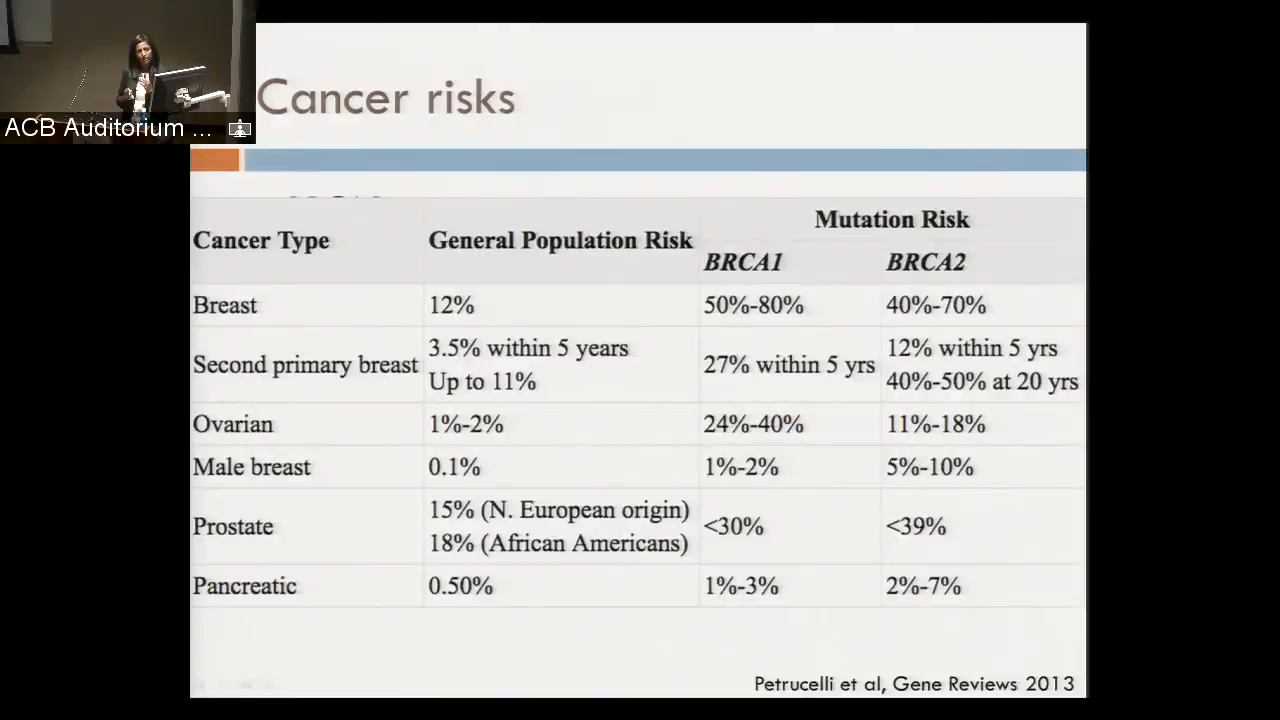 ACB Auditorium ...
Cancer risks
Cancer Type General Population Risk Mutation Risk
BRCA1 BRCA2
Breast 12% 50%-80% 40%-70%
Second primary breast 3.5% within 5 years 27% within 5 yrs 12% within 5 yrs
Up to 11% 40%-50% at 20 yrs
Ovarian 1%-2% 24%-40% 11%-18%
Male breast 0.1% 1%-2% 5%-10%
Prostate 15% (N. European origin) <30% <39%
18% (African Americans)
Pancreatic 0.50% 1%-3% 2%-7%
Petrucelli et al, Gene Reviews 2013